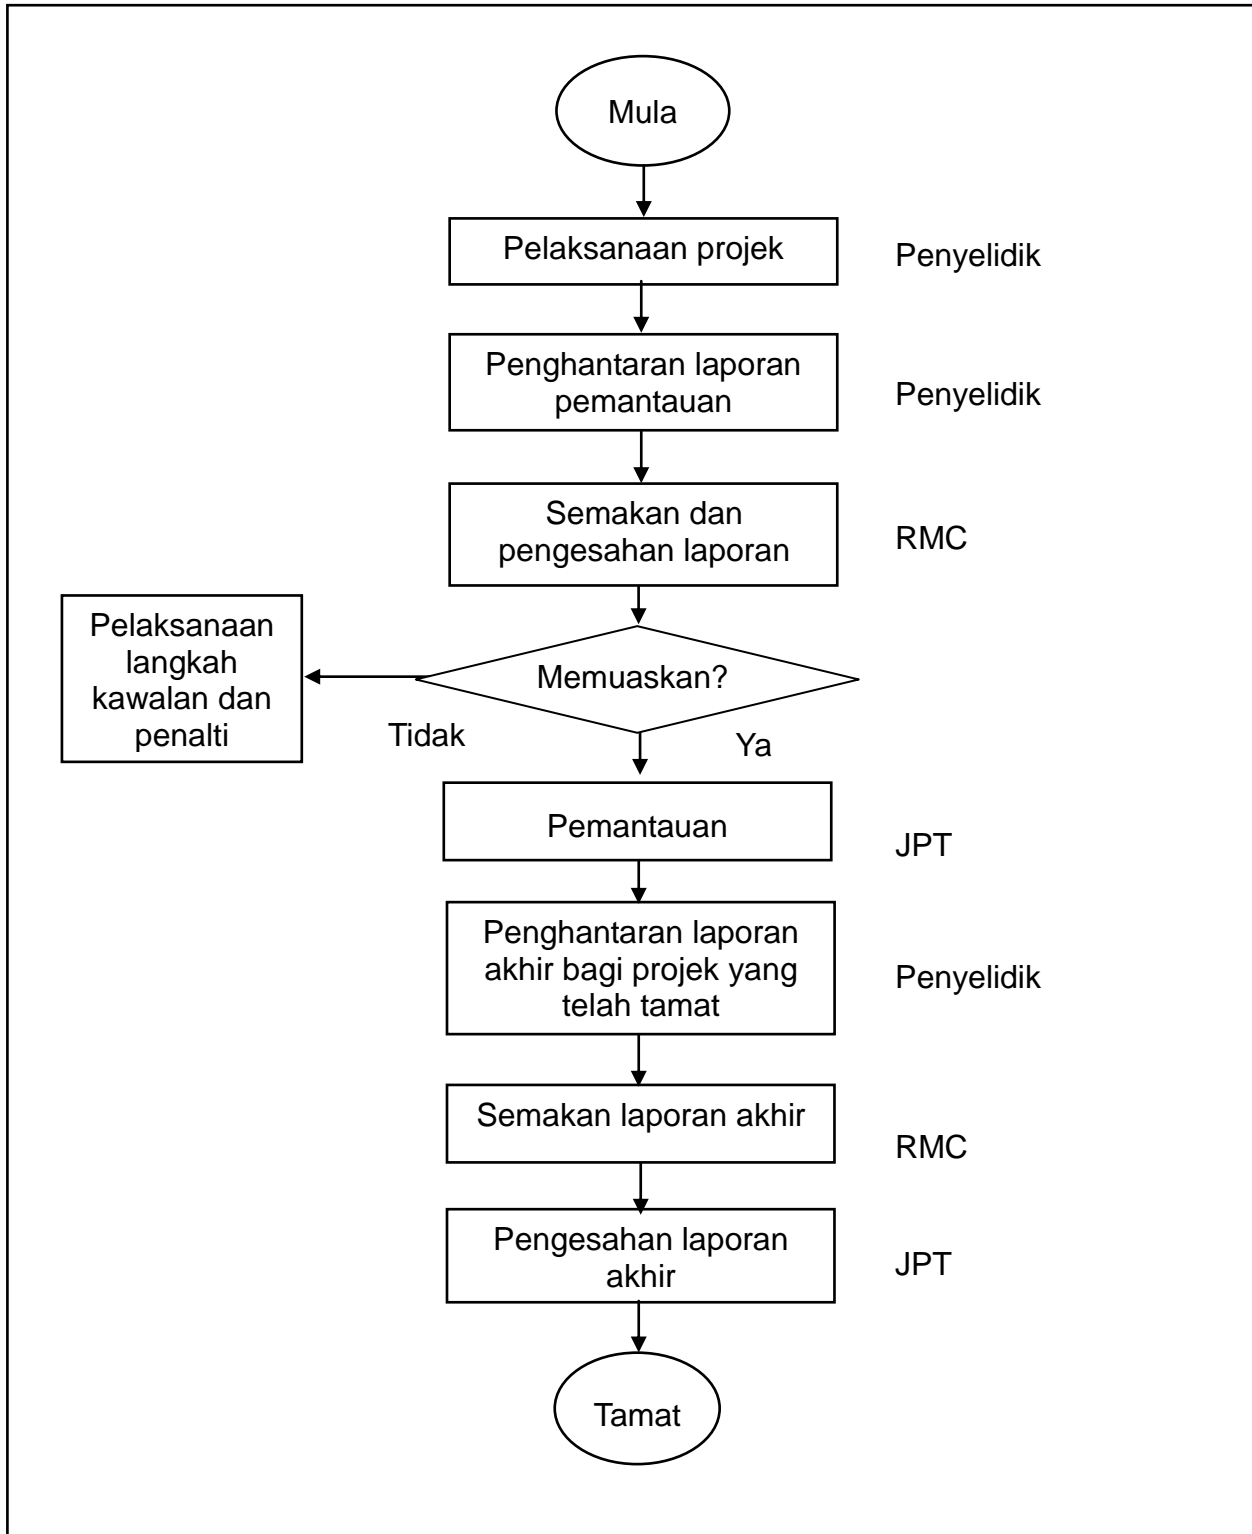 Mula
Pelaksanaan projek
Penyelidik
Penghantaran laporan
pemantauan
Penyelidik
Semakan dan
pengesahan laporan
RMC
Pelaksanaan
langkah
kawalan dan
penalti
Memuaskan?
Tidak
Ya
Pemantauan
JPT
Penghantaran laporan
akhir bagi projek yang
telah tamat
Penyelidik
Semakan laporan akhir
RMC
Pengesahan laporan
akhir
JPT
Tamat